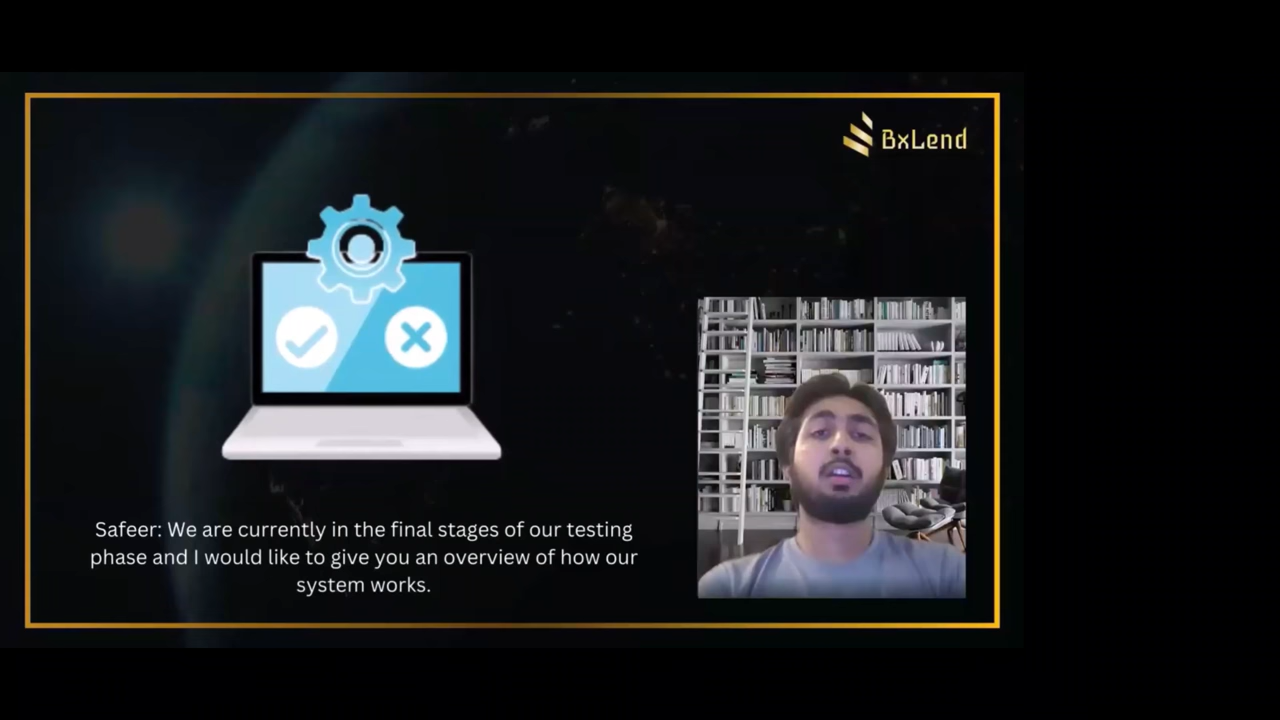 BxLend
Safeer: We are currently in the final stages of our testing
phase and I would like to give you an overview of how our
system works.